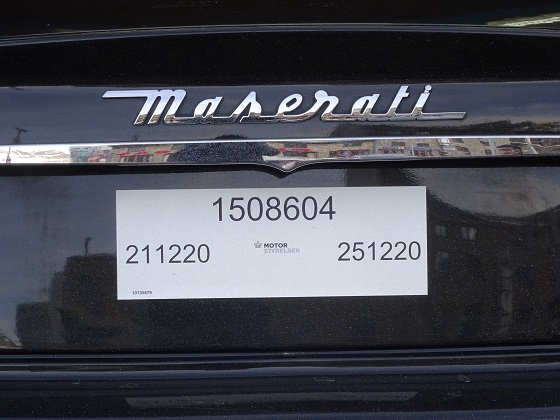 Maserati
1508604
211220 MOTOR STYRELSEN 251220